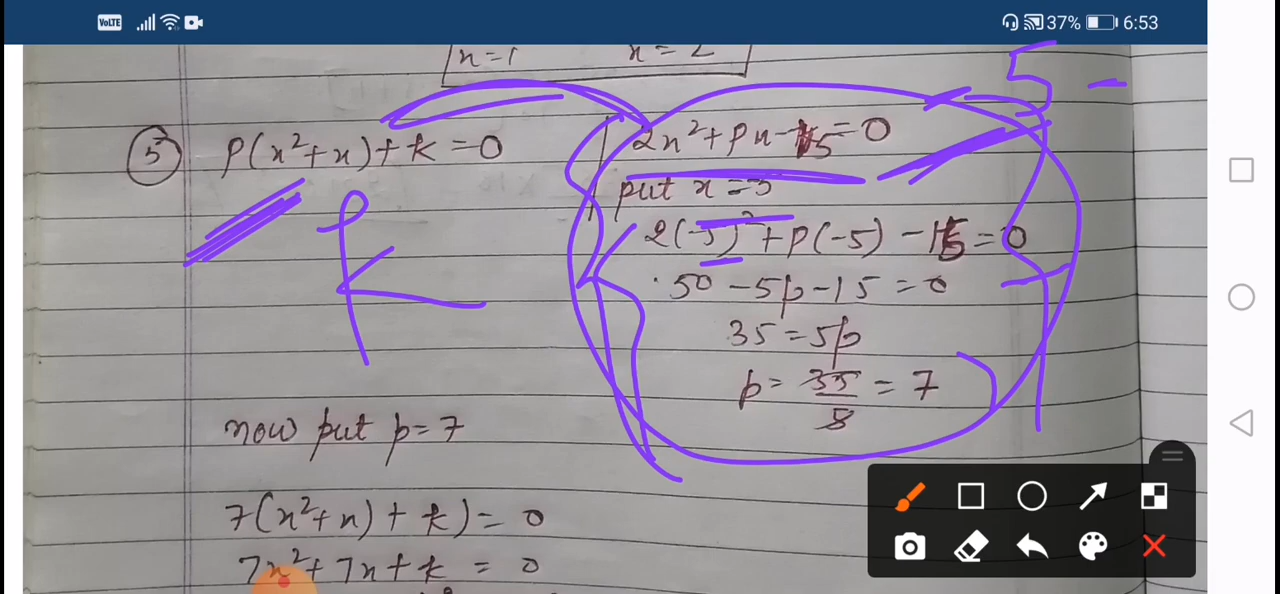 VoLTE 37% 6:53
x=1 x=2
5 -
5 p(x²+x)+k=0
2x²+px-15=0
put x=5
k
2(-5)²+p(-5)-15=0
50-5p-15=0
35=5p
p=35/5=7
now put p=7
7(x²+x)+k)=0
7x²+7x+k=0